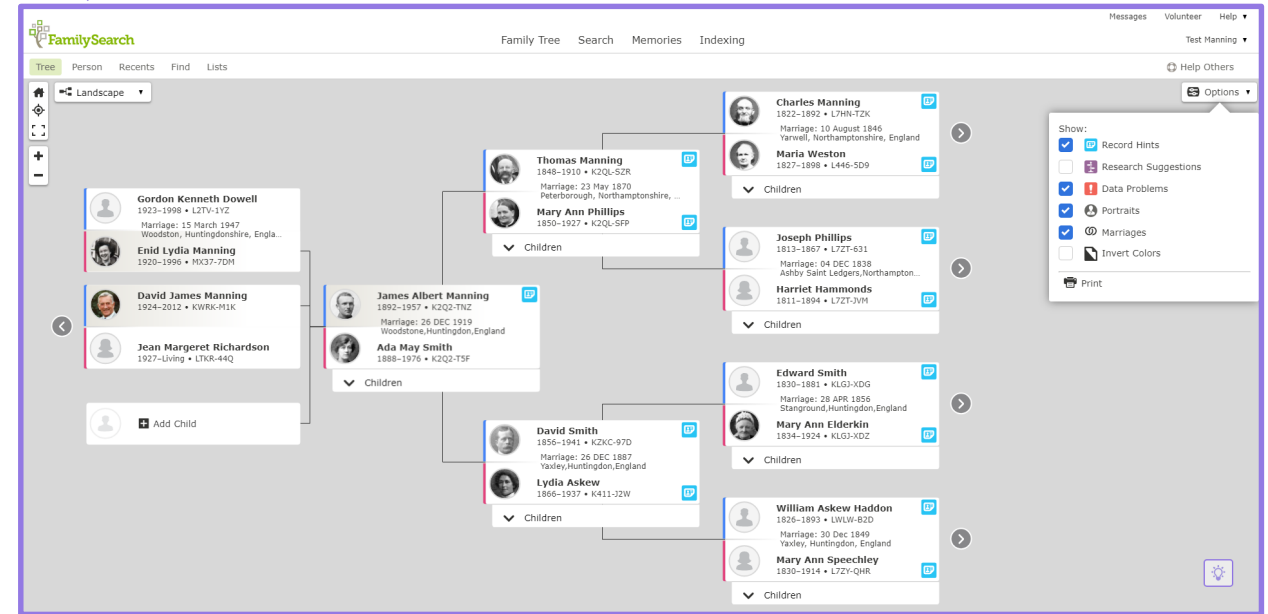 Messages Volunteer Help
FamilySearch
Family Tree Search Memories Indexing
Test Manning
Tree Person Recents Find Lists
Help Others
Landscape
Options
Show:
Record Hints
Research Suggestions
Data Problems
Portraits
Marriages
Invert Colors
Print
Gordon Kenneth Dowell
1923–1998 • L2TV-1YZ
Marriage: 15 March 1947
Woodston, Huntingdonshire, Engla...
Enid Lydia Manning
1920–1996 • MX37-7DM
David James Manning
1924–2012 • KWRK-M1K
Jean Margeret Richardson
1927–Living • LTKR-44Q
Add Child
James Albert Manning
1892–1957 • K2Q2-TNZ
Marriage: 26 DEC 1919
Woodstone,Huntingdon,England
Ada May Smith
1888–1976 • K2Q2-T5F
Children
Thomas Manning
1848–1910 • K2QL-SZR
Marriage: 23 May 1870
Peterborough, Northamptonshire, ...
Mary Ann Phillips
1850–1927 • K2QL-SFP
Children
David Smith
1856–1941 • KZKC-97D
Marriage: 26 DEC 1887
Yaxley,Huntingdon,England
Lydia Askew
1866–1937 • K411-J2W
Children
Charles Manning
1822–1892 • L7HN-TZK
Marriage: 10 August 1846
Yarwell, Northamptonshire, England
Maria Weston
1827–1898 • L446-5D9
Children
Joseph Phillips
1813–1867 • L7ZT-631
Marriage: 04 DEC 1838
Ashby Saint Ledgers,Northampton...
Harriet Hammonds
1811–1894 • L7ZT-JVM
Children
Edward Smith
1830–1881 • KLGJ-XDG
Marriage: 28 APR 1856
Stanground,Huntingdon,England
Mary Ann Elderkin
1834–1924 • KLGJ-XDZ
Children
William Askew Haddon
1826–1893 • LWLW-B2D
Marriage: 30 Dec 1849
Yaxley, Huntingdon, England
Mary Ann Speechley
1830–1914 • L7ZY-QHR
Children